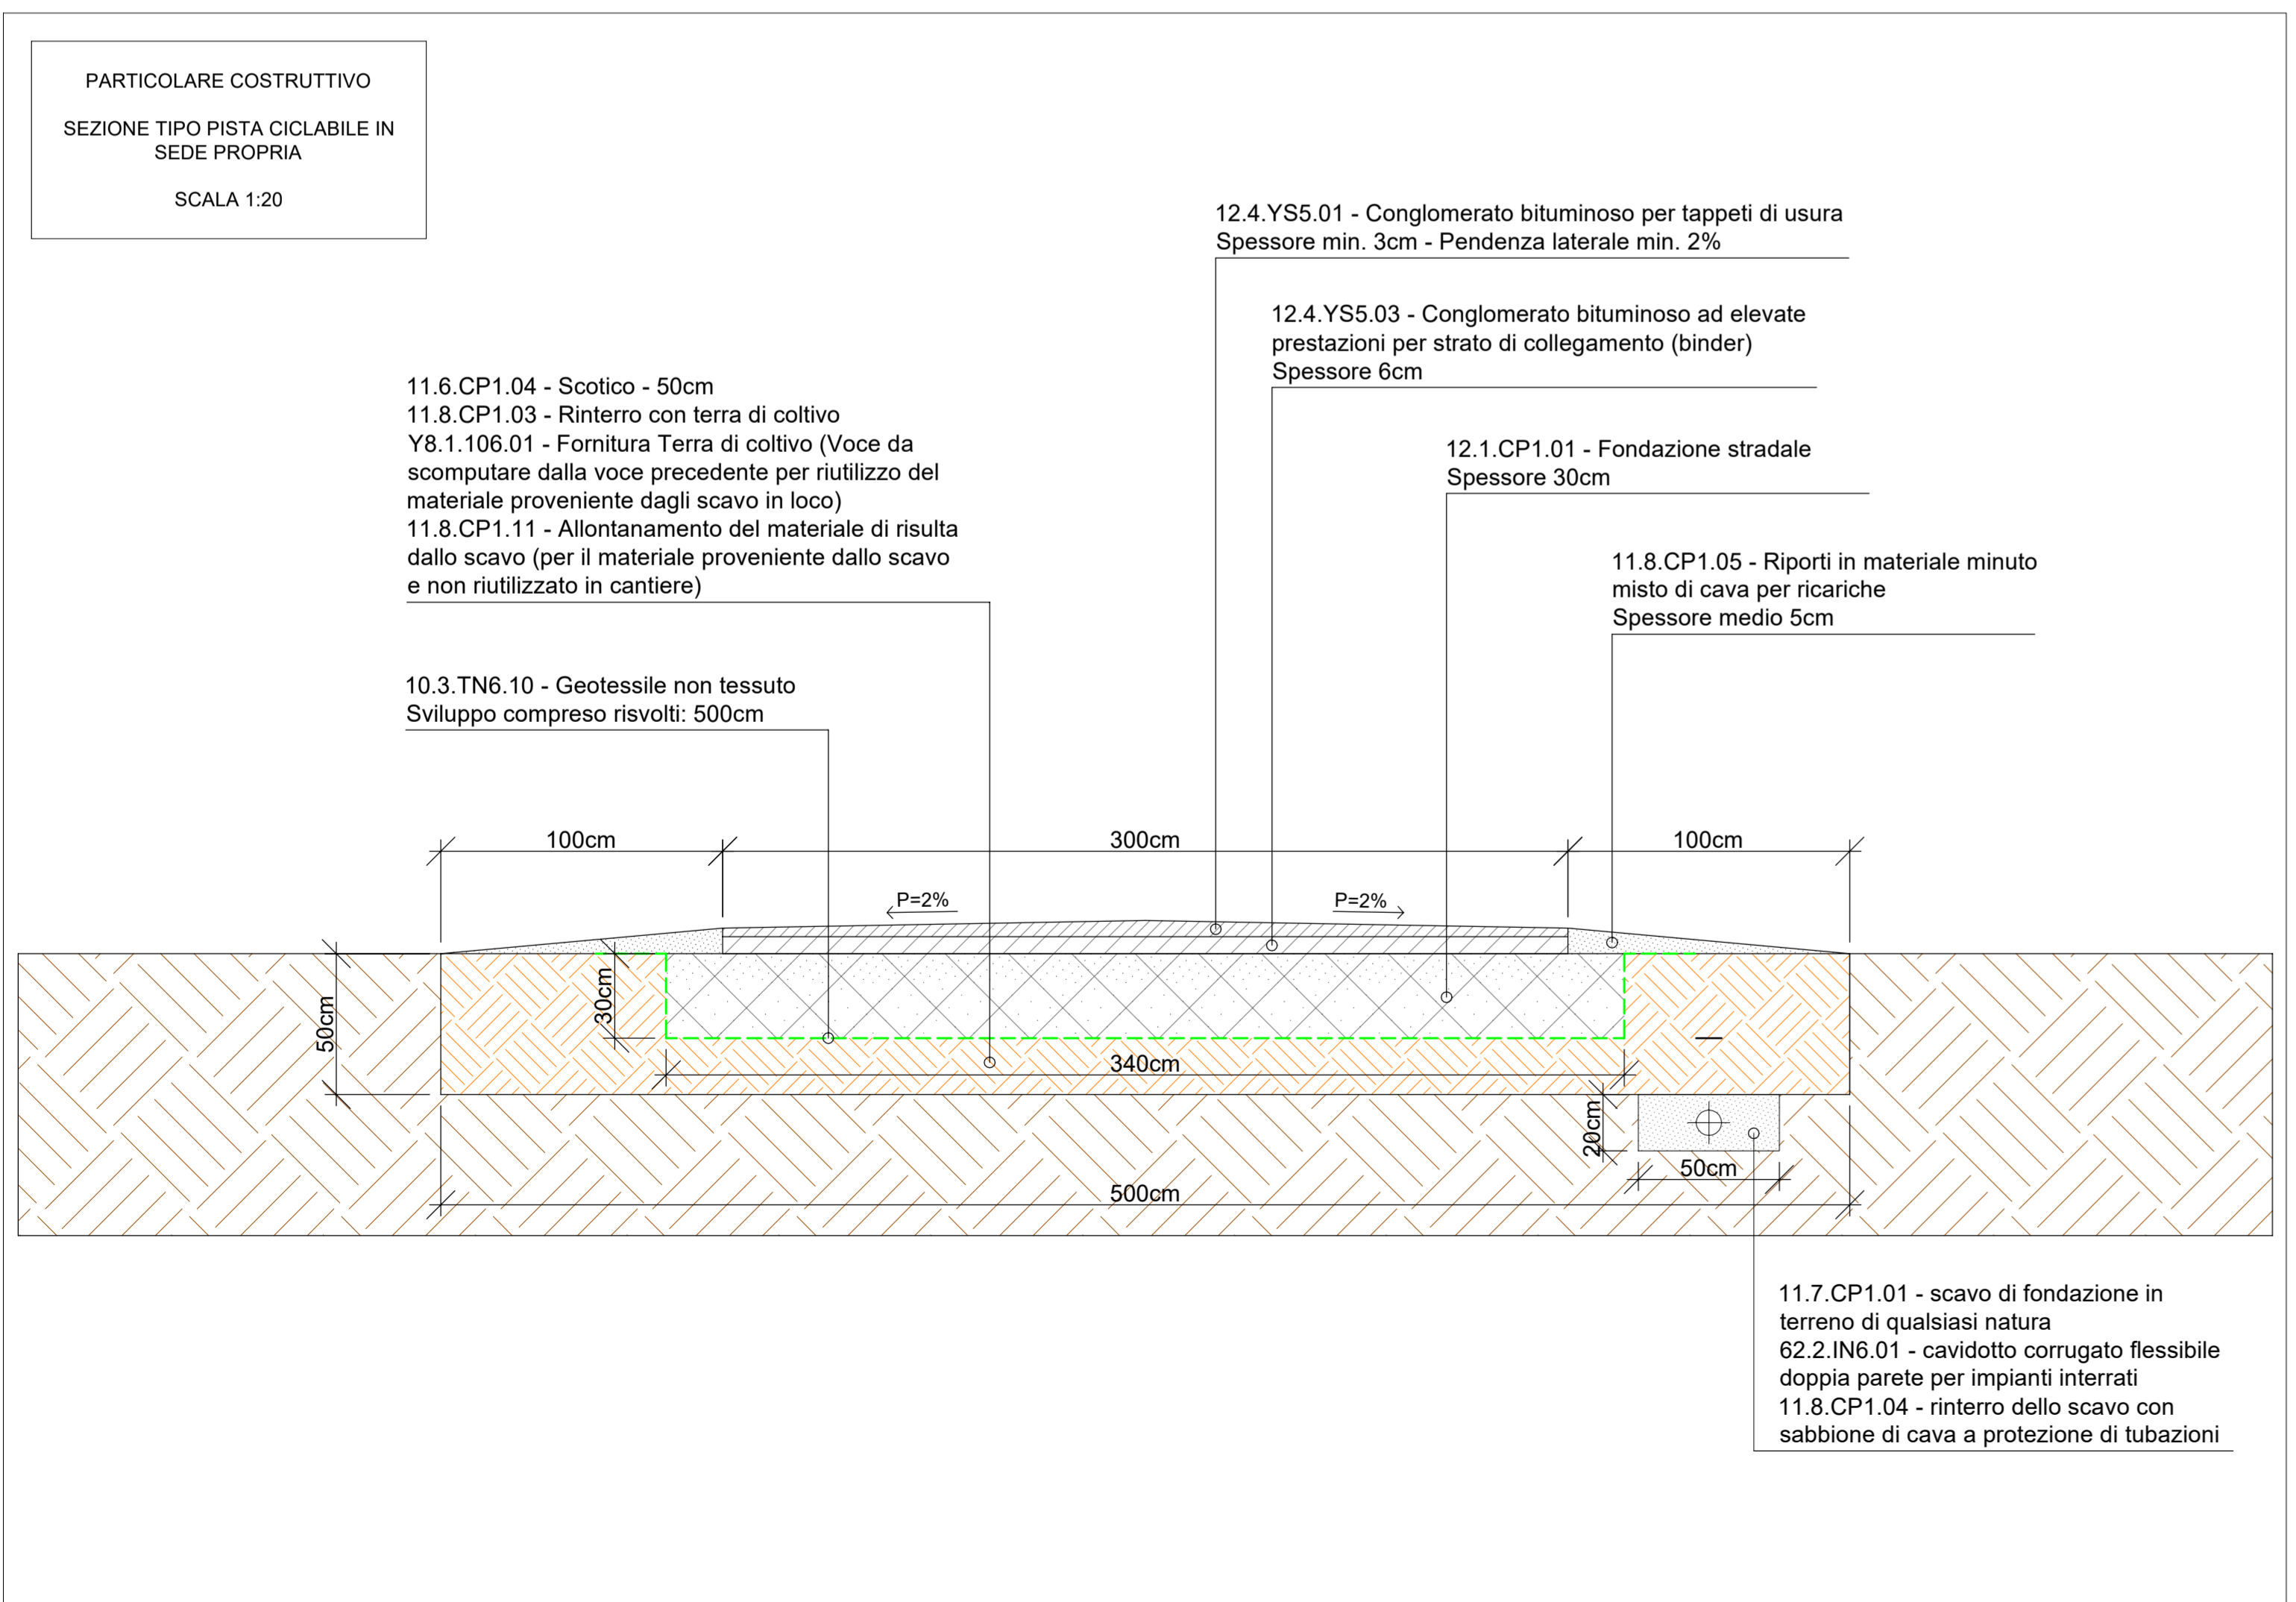 PARTICOLARE COSTRUTTIVO
SEZIONE TIPO PISTA CICLABILE IN
SEDE PROPRIA
SCALA 1:20
12.4.YS5.01 - Conglomerato bituminoso per tappeti di usura
Spessore min. 3cm - Pendenza laterale min. 2%
12.4.YS5.03 - Conglomerato bituminoso ad elevate
prestazioni per strato di collegamento (binder)
Spessore 6cm
11.6.CP1.04 - Scotico - 50cm
11.8.CP1.03 - Rinterro con terra di coltivo
Y8.1.106.01 - Fornitura Terra di coltivo (Voce da
scomputare dalla voce precedente per riutilizzo del
materiale proveniente dagli scavo in loco)
11.8.CP1.11 - Allontanamento del materiale di risulta
dallo scavo (per il materiale proveniente dallo scavo
e non riutilizzato in cantiere)
12.1.CP1.01 - Fondazione stradale
Spessore 30cm
11.8.CP1.05 - Riporti in materiale minuto
misto di cava per ricariche
Spessore medio 5cm
10.3.TN6.10 - Geotessile non tessuto
Sviluppo compreso risvolti: 500cm
100cm
300cm
100cm
P=2%
P=2%
50cm
30cm
340cm
20cm
50cm
500cm
11.7.CP1.01 - scavo di fondazione in
terreno di qualsiasi natura
62.2.IN6.01 - cavidotto corrugato flessibile
doppia parete per impianti interrati
11.8.CP1.04 - rinterro dello scavo con
sabbione di cava a protezione di tubazioni